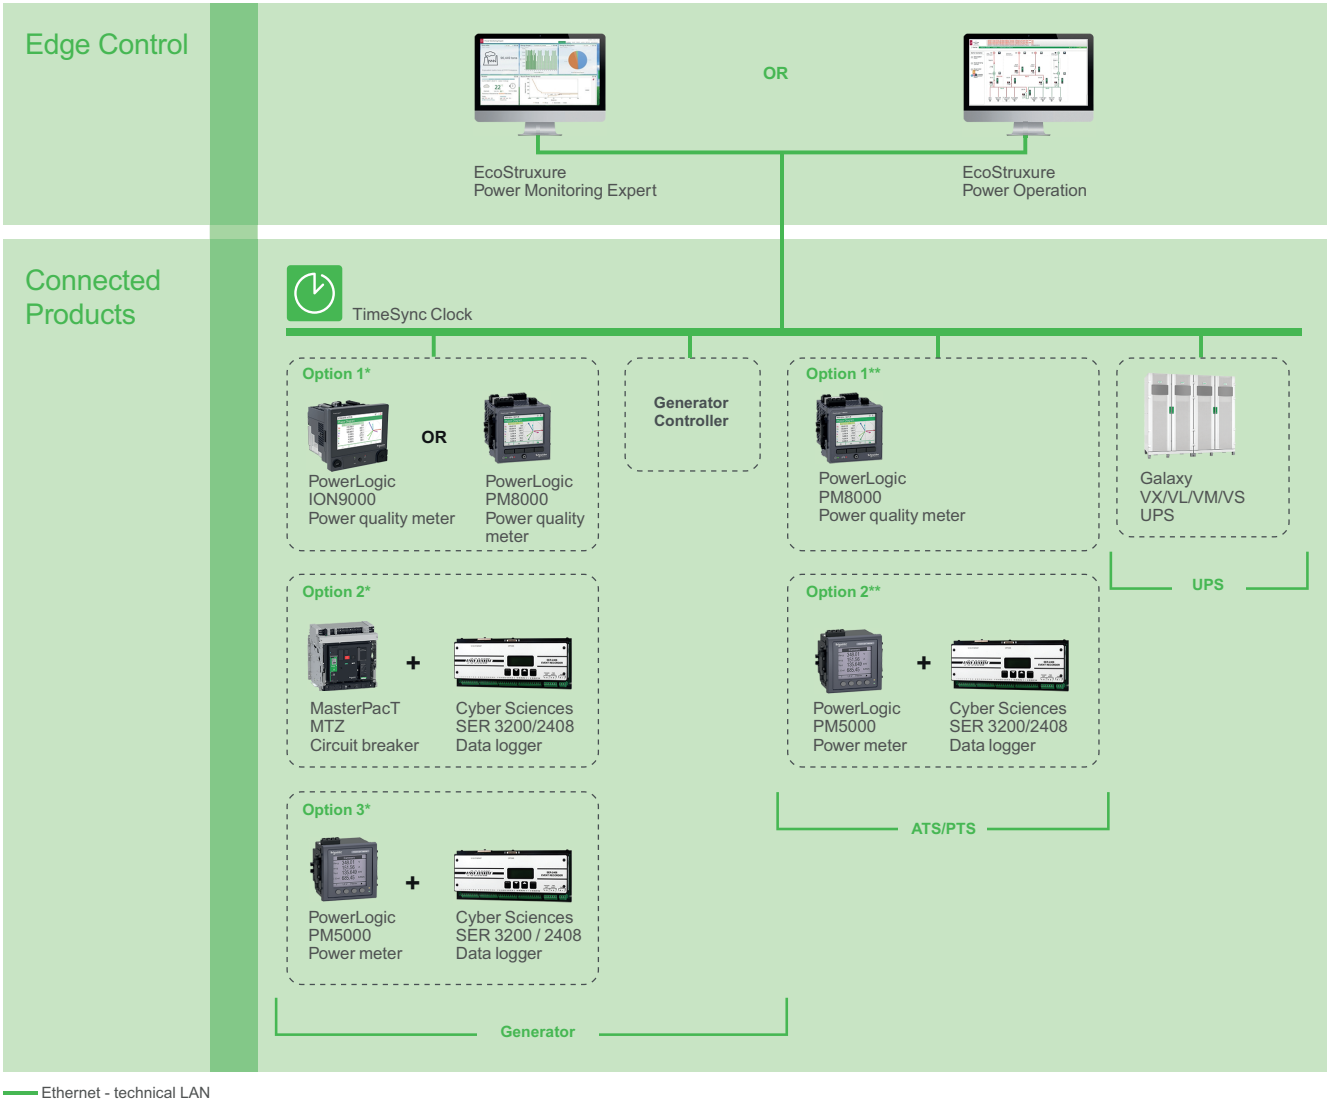 Edge Control
OR
EcoStruxure
Power Monitoring Expert
EcoStruxure
Power Operation
Connected
Products
TimeSync Clock
Option 1*
OR
PowerLogic
ION9000
Power quality meter
PowerLogic
PM8000
Power quality
meter
Generator
Controller
Option 1**
PowerLogic
PM8000
Power quality meter
Galaxy
VX/VL/VM/VS
UPS
UPS
Option 2*
+
MasterPacT
MTZ
Circuit breaker
Cyber Sciences
SER 3200/2408
Data logger
Option 2**
+
PowerLogic
PM5000
Power meter
Cyber Sciences
SER 3200/2408
Data logger
ATS/PTS
Option 3*
+
PowerLogic
PM5000
Power meter
Cyber Sciences
SER 3200 / 2408
Data logger
Generator
Ethernet - technical LAN